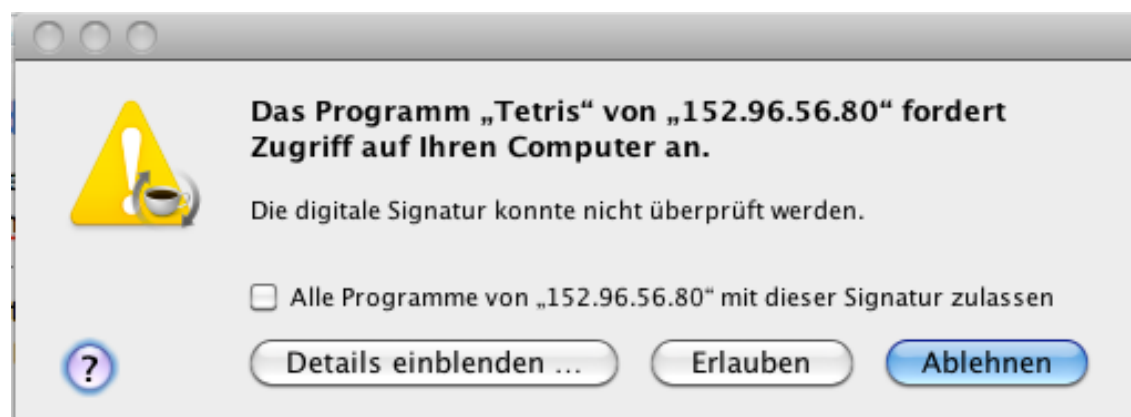 Das Programm „Tetris“ von „152.96.56.80“ fordert
Zugriff auf Ihren Computer an.
Die digitale Signatur konnte nicht überprüft werden.
Alle Programme von „152.96.56.80“ mit dieser Signatur zulassen
?
Details einblenden ...
Erlauben
Ablehnen